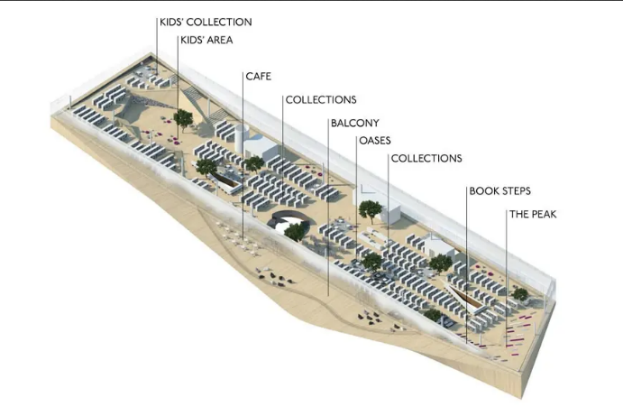 KIDS' COLLECTION
KIDS' AREA
CAFE
COLLECTIONS
BALCONY
OASES
COLLECTIONS
BOOK STEPS
THE PEAK